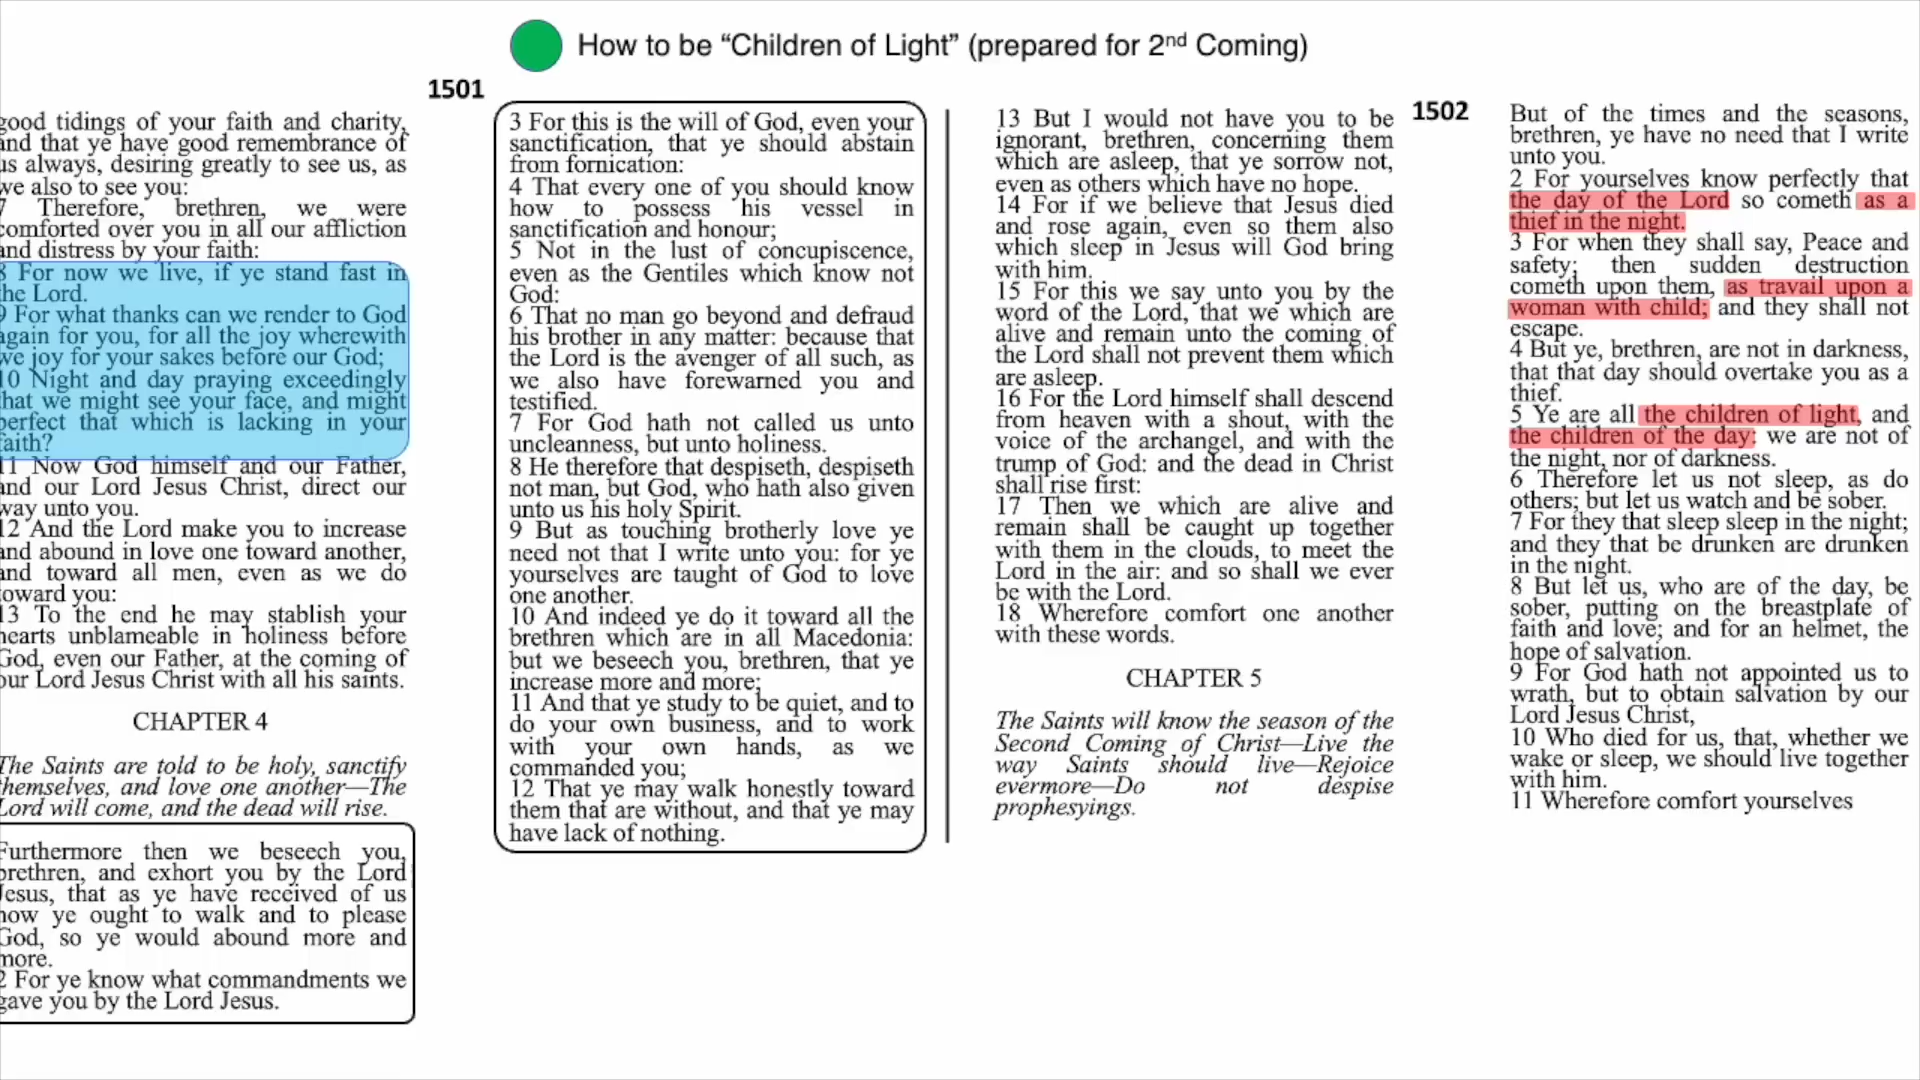 How to be “Children of Light” (prepared for 2nd Coming)
1501
good tidings of your faith and charity,
and that ye have good remembrance of
us always, desiring greatly to see us, as
we also to see you:
7 Therefore, brethren, we were
comforted over you in all our affliction
and distress by your faith:
8 For now we live, if ye stand fast in
the Lord.
9 For what thanks can we render to God
again for you, for all the joy wherewith
we joy for your sakes before our God;
10 Night and day praying exceedingly
that we might see your face, and might
perfect that which is lacking in your
faith?
11 Now God himself and our Father,
and our Lord Jesus Christ, direct our
way unto you.
12 And the Lord make you to increase
and abound in love one toward another,
and toward all men, even as we do
toward you:
13 To the end he may stablish your
hearts unblameable in holiness before
God, even our Father, at the coming of
our Lord Jesus Christ with all his saints.
CHAPTER 4
The Saints are told to be holy, sanctify
themselves, and love one another—The
Lord will come, and the dead will rise.
Furthermore then we beseech you,
brethren, and exhort you by the Lord
Jesus, that as ye have received of us
how ye ought to walk and to please
God, so ye would abound more and
more.
2 For ye know what commandments we
gave you by the Lord Jesus.
3 For this is the will of God, even your
sanctification, that ye should abstain
from fornication:
4 That every one of you should know
how to possess his vessel in
sanctification and honour;
5 Not in the lust of concupiscence,
even as the Gentiles which know not
God:
6 That no man go beyond and defraud
his brother in any matter: because that
the Lord is the avenger of all such, as
we also have forewarned you and
testified.
7 For God hath not called us unto
uncleanness, but unto holiness.
8 He therefore that despiseth, despiseth
not man, but God, who hath also given
unto us his holy Spirit.
9 But as touching brotherly love ye
need not that I write unto you: for ye
yourselves are taught of God to love
one another.
10 And indeed ye do it toward all the
brethren which are in all Macedonia:
but we beseech you, brethren, that ye
increase more and more;
11 And that ye study to be quiet, and to
do your own business, and to work
with your own hands, as we
commanded you;
12 That ye may walk honestly toward
them that are without, and that ye may
have lack of nothing.
13 But I would not have you to be
ignorant, brethren, concerning them
which are asleep, that ye sorrow not,
even as others which have no hope.
14 For if we believe that Jesus died
and rose again, even so them also
which sleep in Jesus will God bring
with him.
15 For this we say unto you by the
word of the Lord, that we which are
alive and remain unto the coming of
the Lord shall not prevent them which
are asleep.
16 For the Lord himself shall descend
from heaven with a shout, with the
voice of the archangel, and with the
trump of God: and the dead in Christ
shall rise first:
17 Then we which are alive and
remain shall be caught up together
with them in the clouds, to meet the
Lord in the air: and so shall we ever
be with the Lord.
18 Wherefore comfort one another
with these words.
CHAPTER 5
The Saints will know the season of the
Second Coming of Christ—Live the
way Saints should live—Rejoice
evermore—Do not despise
prophesyings.
1502
But of the times and the seasons,
brethren, ye have no need that I write
unto you.
2 For yourselves know perfectly that
the day of the Lord so cometh as a
thief in the night.
3 For when they shall say, Peace and
safety; then sudden destruction
cometh upon them, as travail upon a
woman with child; and they shall not
escape.
4 But ye, brethren, are not in darkness,
that that day should overtake you as a
thief.
5 Ye are all the children of light, and
the children of the day: we are not of
the night, nor of darkness.
6 Therefore let us not sleep, as do
others; but let us watch and be sober.
7 For they that sleep sleep in the night;
and they that be drunken are drunken
in the night.
8 But let us, who are of the day, be
sober, putting on the breastplate of
faith and love; and for an helmet, the
hope of salvation.
9 For God hath not appointed us to
wrath, but to obtain salvation by our
Lord Jesus Christ,
10 Who died for us, that, whether we
wake or sleep, we should live together
with him.
11 Wherefore comfort yourselves